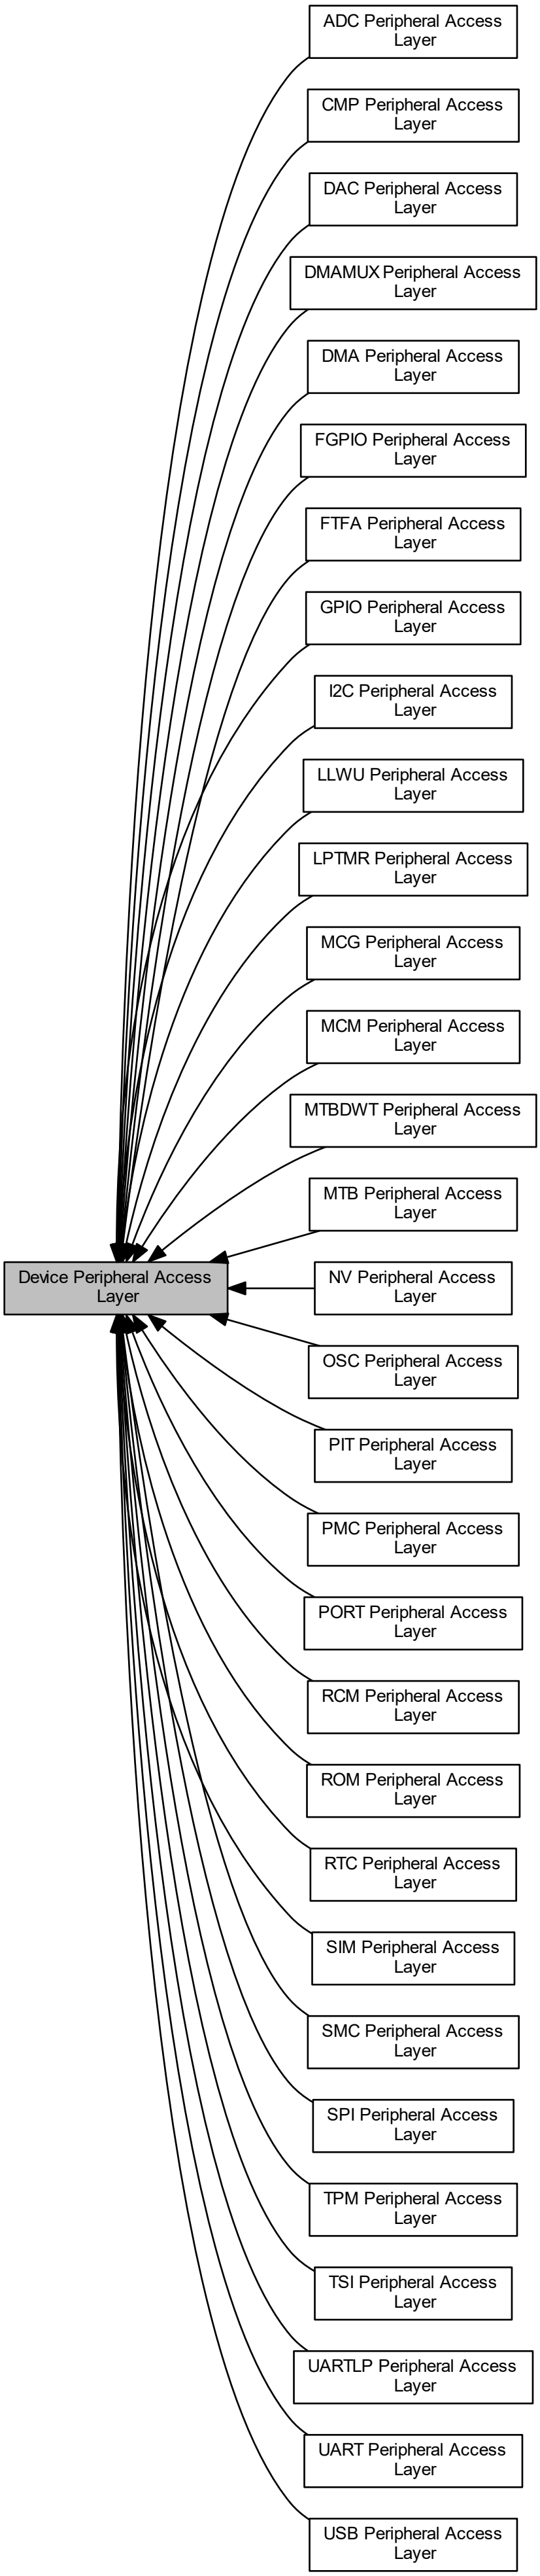 ADC Peripheral Access
Layer
CMP Peripheral Access
Layer
DAC Peripheral Access
Layer
DMAMUX Peripheral Access
Layer
DMA Peripheral Access
Layer
FGPIO Peripheral Access
Layer
FTFA Peripheral Access
Layer
GPIO Peripheral Access
Layer
I2C Peripheral Access
Layer
LLWU Peripheral Access
Layer
LPTMR Peripheral Access
Layer
MCG Peripheral Access
Layer
MCM Peripheral Access
Layer
MTBDWT Peripheral Access
Layer
MTB Peripheral Access
Layer
Device Peripheral Access
Layer
NV Peripheral Access
Layer
OSC Peripheral Access
Layer
PIT Peripheral Access
Layer
PMC Peripheral Access
Layer
PORT Peripheral Access
Layer
RCM Peripheral Access
Layer
ROM Peripheral Access
Layer
RTC Peripheral Access
Layer
SIM Peripheral Access
Layer
SMC Peripheral Access
Layer
SPI Peripheral Access
Layer
TPM Peripheral Access
Layer
TSI Peripheral Access
Layer
UARTLP Peripheral Access
Layer
UART Peripheral Access
Layer
USB Peripheral Access
Layer